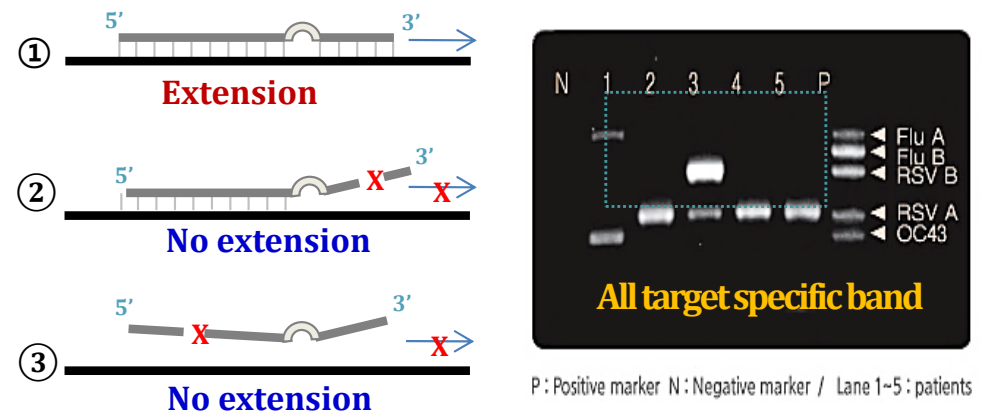 ①
5’
3’
Extension
②
5’
3’
X
X
No extension
③
5’
3’
X
X
No extension
N 1 2 3 4 5 P
Flu A
Flu B
RSV B
RSV A
OC43
All target specific band
P : Positive marker N : Negative marker / Lane 1~5 : patients